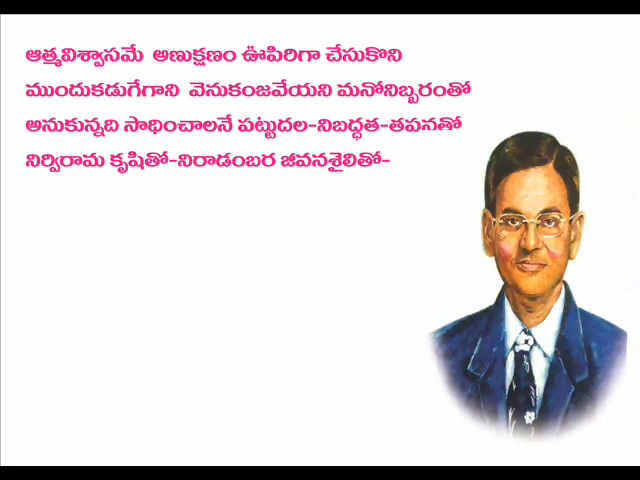 ఆత్మవిశ్వాసమే అణుక్షణం ఊపిరిగా చేసుకొని
ముందుకడుగేగాని వెనుకంజవేయని మనోనిబ్బరంతో
అనుకున్నది సాధించాలనే పట్టుదల-నిబద్ధత-తపనతో
నిర్విరామ కృషితో-నిరాడంబర జీవనశైలితో-